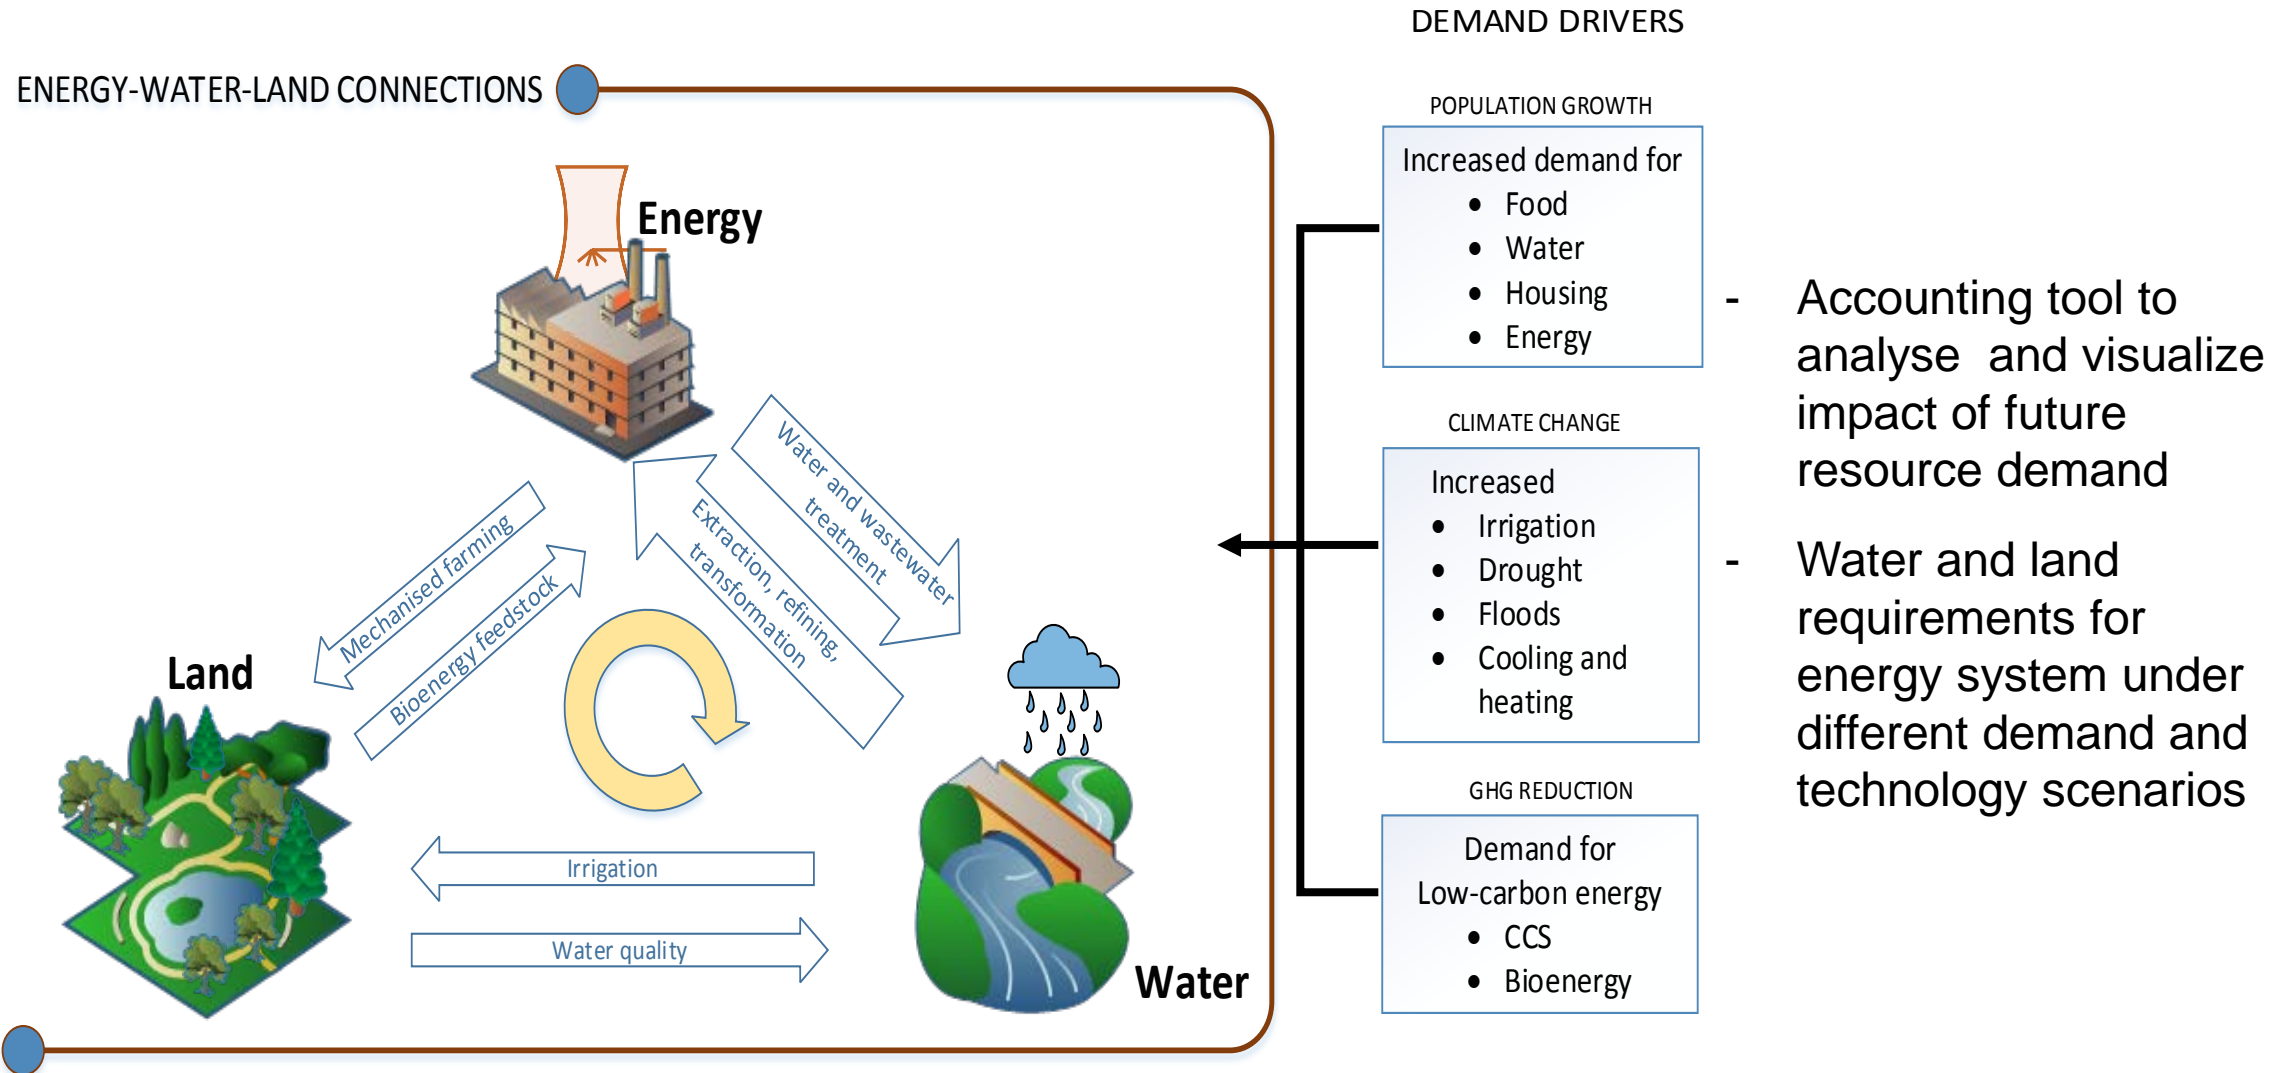 DEMAND DRIVERS
ENERGY-WATER-LAND CONNECTIONS
Energy
Land
Water
Mechanised farming
Bioenergy feedstock
Water and wastewater
treatment
Extraction, refining,
transformation
Irrigation
Water quality
POPULATION GROWTH
Increased demand for
• Food
• Water
• Housing
• Energy
CLIMATE CHANGE
Increased
• Irrigation
• Drought
• Floods
• Cooling and
heating
GHG REDUCTION
Demand for
Low-carbon energy
• CCS
• Bioenergy
- Accounting tool to
analyse and visualize
impact of future
resource demand
- Water and land
requirements for
energy system under
different demand and
technology scenarios